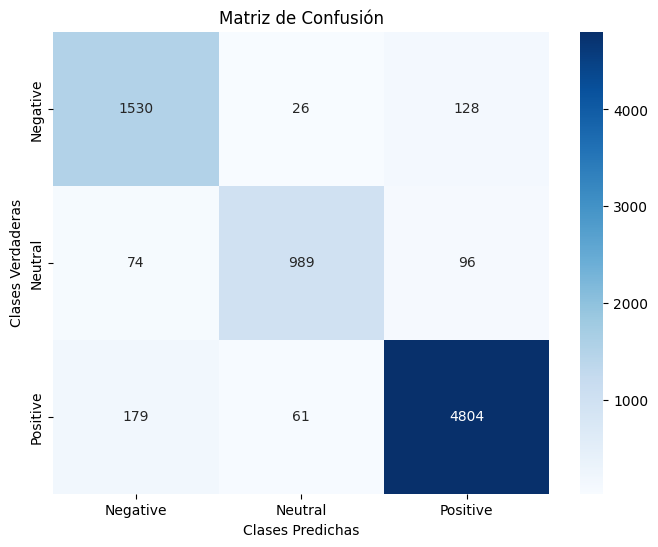 Matriz de Confusión
Negative
1530 26 128
4000
3000
Clases Verdaderas
Neutral
74 989 96
2000
Positive
179 61 4804
1000
Negative Neutral Positive
Clases Predichas